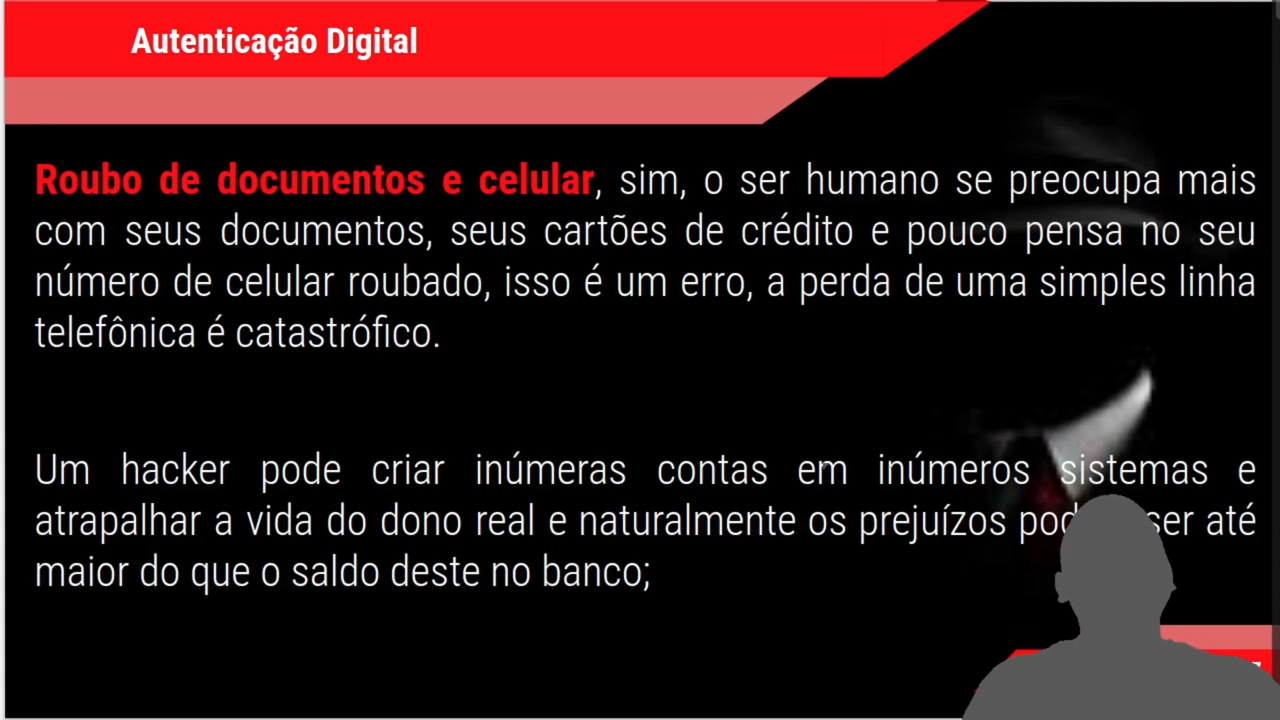 Autenticação Digital
Roubo de documentos e celular, sim, o ser humano se preocupa mais
com seus documentos, seus cartões de crédito e pouco pensa no seu
número de celular roubado, isso é um erro, a perda de uma simples linha
telefônica é catastrófico.
Um hacker pode criar inúmeras contas em inúmeros sistemas e
atrapalhar a vida do dono real e naturalmente os prejuízos ser até
maior do que o saldo deste no banco;